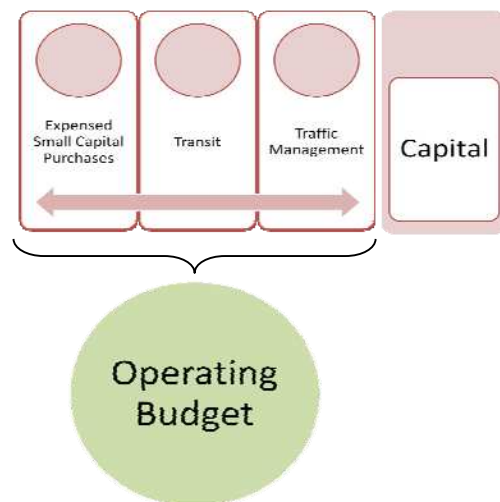 Expensed
Small Capital
Purchases
Transit
Traffic
Management
Capital
Operating
Budget